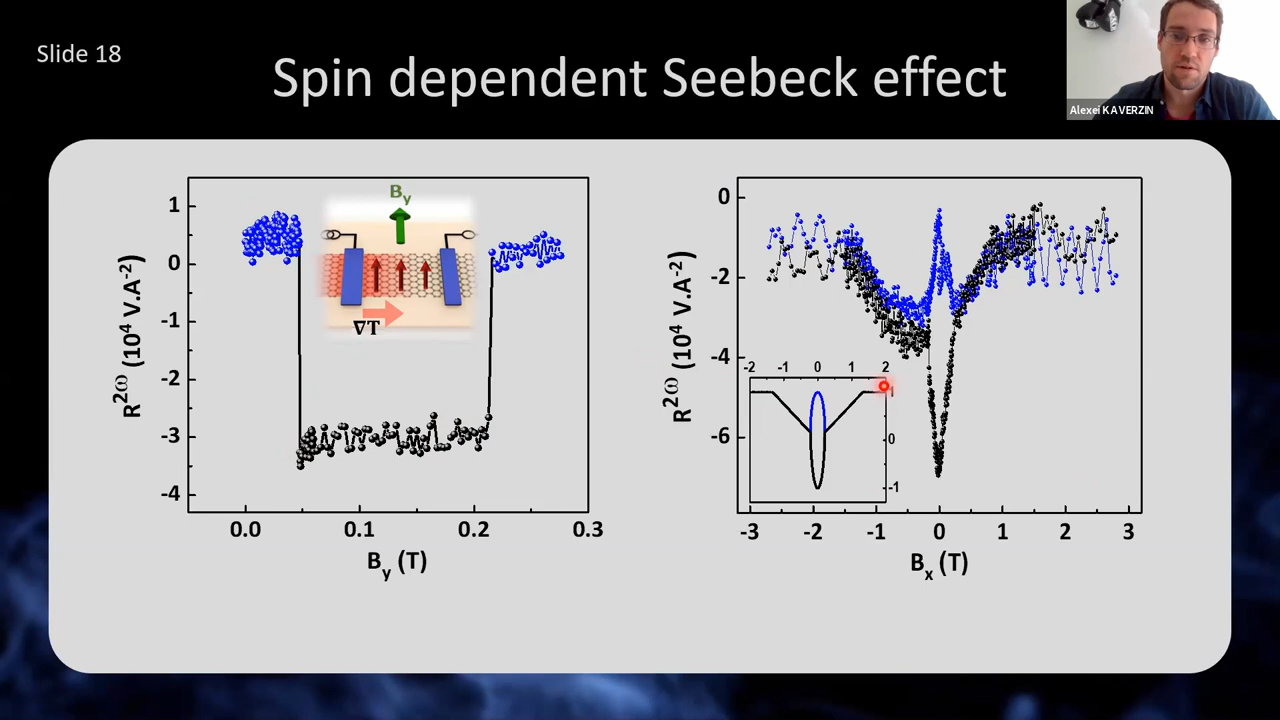 Slide 18
Spin dependent Seebeck effect
Alexei KAVERZIN
1
0
-1
-2
-3
-4
R2ω (10⁴ V.A⁻²)
0.0 0.1 0.2 0.3
By (T)
By
∇T
0
-2
-4
-6
R2ω (10⁴ V.A⁻²)
-3 -2 -1 0 1 2 3
Bx (T)
-2 -1 0 1 2
1
0
-1